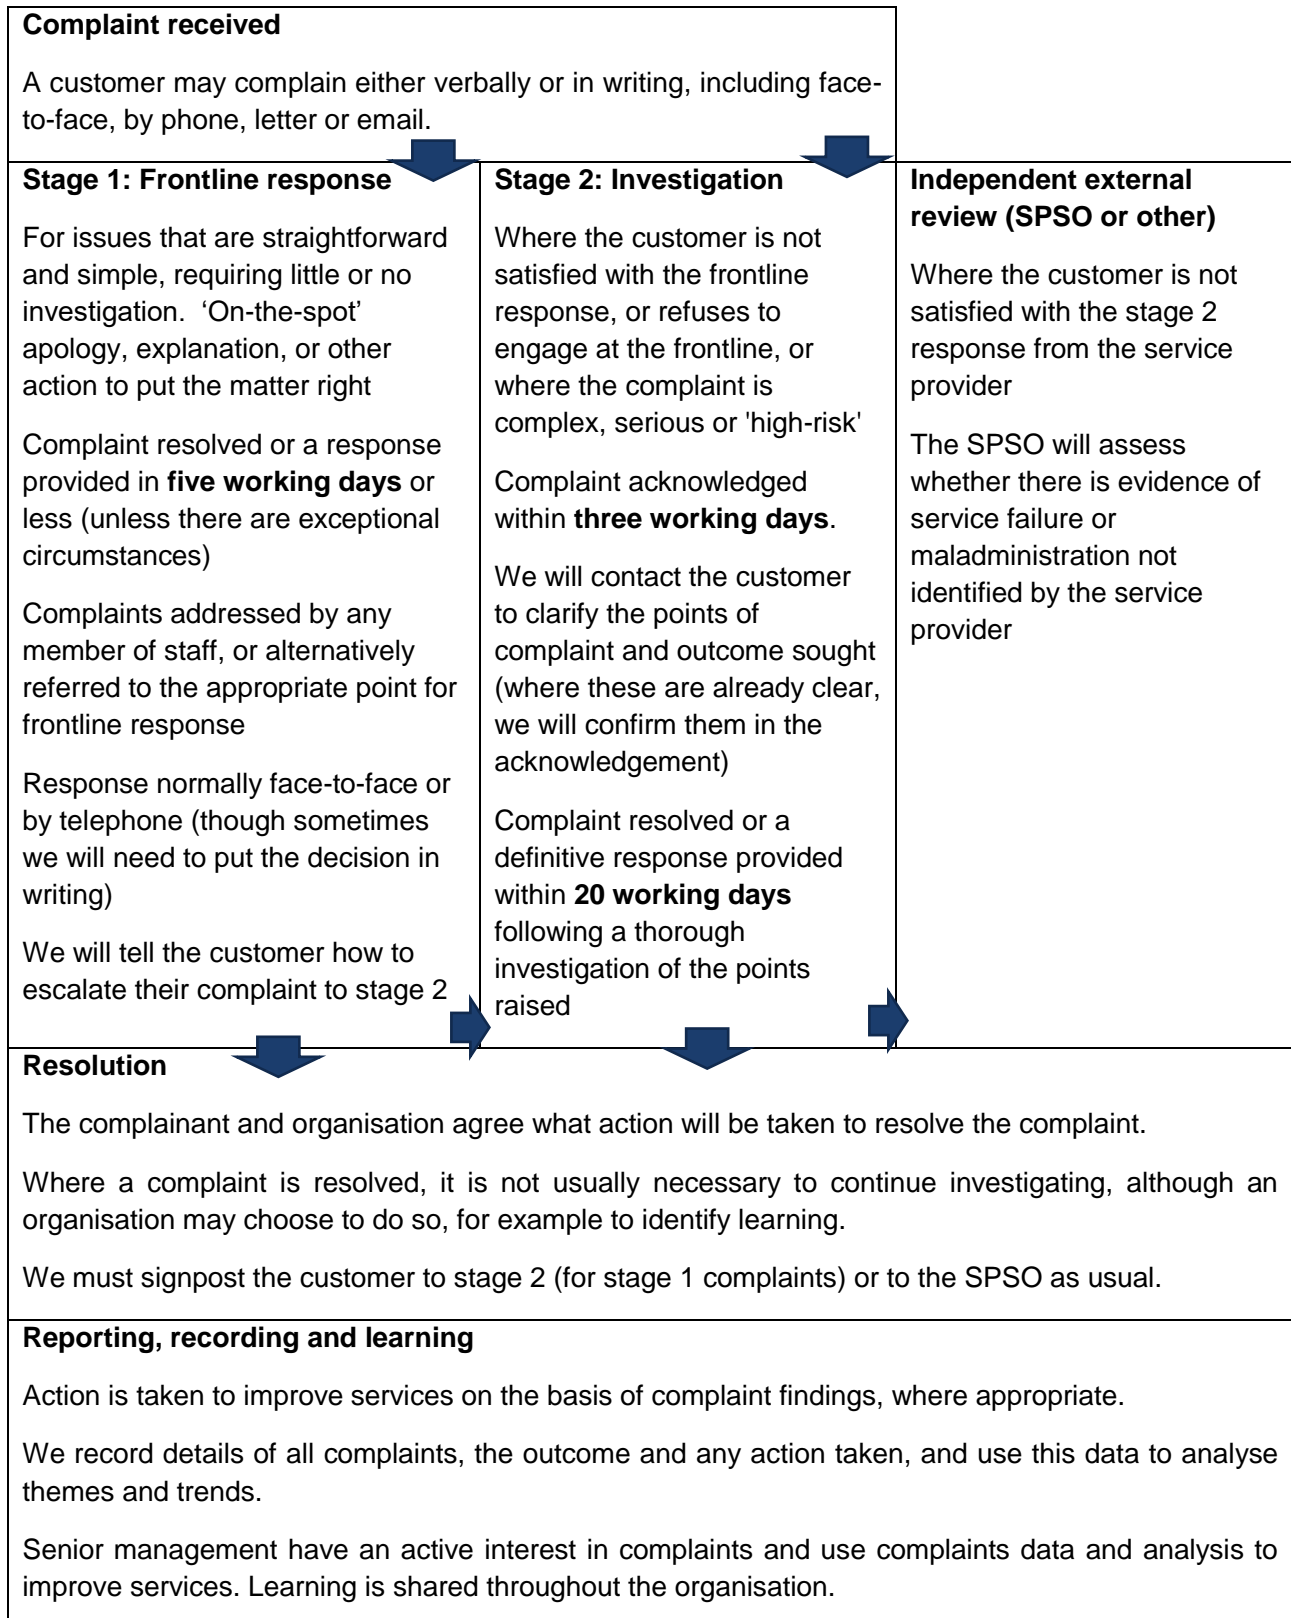 Complaint received
A customer may complain either verbally or in writing, including face-
to-face, by phone, letter or email.
Stage 1: Frontline response
For issues that are straightforward
and simple, requiring little or no
investigation.  ‘On-the-spot’
apology, explanation, or other
action to put the matter right
Complaint resolved or a response
provided in five working days or
less (unless there are exceptional
circumstances)
Complaints addressed by any
member of staff, or alternatively
referred to the appropriate point for
frontline response
Response normally face-to-face or
by telephone (though sometimes
we will need to put the decision in
writing)
We will tell the customer how to
escalate their complaint to stage 2
Stage 2: Investigation
Where the customer is not
satisfied with the frontline
response, or refuses to
engage at the frontline, or
where the complaint is
complex, serious or 'high-risk'
Complaint acknowledged
within three working days.
We will contact the customer
to clarify the points of
complaint and outcome sought
(where these are already clear,
we will confirm them in the
acknowledgement)
Complaint resolved or a
definitive response provided
within 20 working days
following a thorough
investigation of the points
raised
Independent external
review (SPSO or other)
Where the customer is not
satisfied with the stage 2
response from the service
provider
The SPSO will assess
whether there is evidence of
service failure or
maladministration not
identified by the service
provider
Resolution
The complainant and organisation agree what action will be taken to resolve the complaint.
Where a complaint is resolved, it is not usually necessary to continue investigating, although an
organisation may choose to do so, for example to identify learning.
We must signpost the customer to stage 2 (for stage 1 complaints) or to the SPSO as usual.
Reporting, recording and learning
Action is taken to improve services on the basis of complaint findings, where appropriate.
We record details of all complaints, the outcome and any action taken, and use this data to analyse
themes and trends.
Senior management have an active interest in complaints and use complaints data and analysis to
improve services. Learning is shared throughout the organisation.